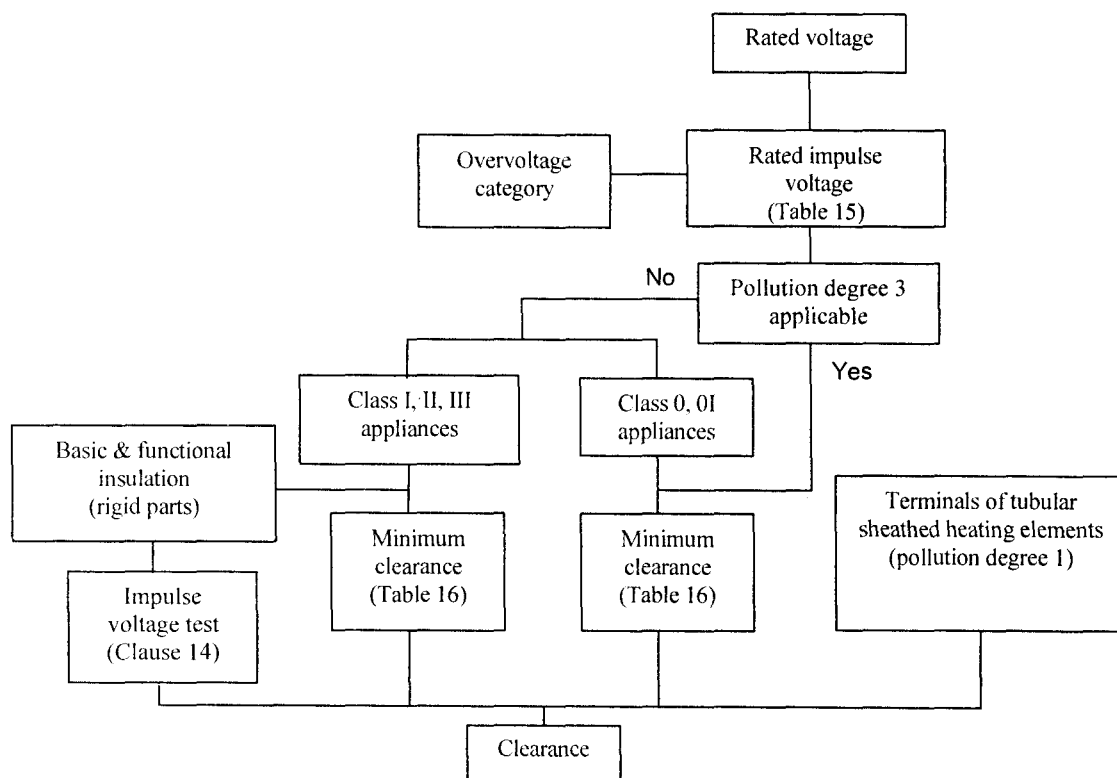 Rated voltage
Overvoltage
category
Rated impulse
voltage
(Table 15)
No
Pollution degree 3
applicable
Yes
Class I, II, III
appliances
Class 0, 0I
appliances
Basic & functional
insulation
(rigid parts)
Terminals of tubular
sheathed heating elements
(pollution degree 1)
Minimum
clearance
(Table 16)
Minimum
clearance
(Table 16)
Impulse
voltage test
(Clause 14)
Clearance